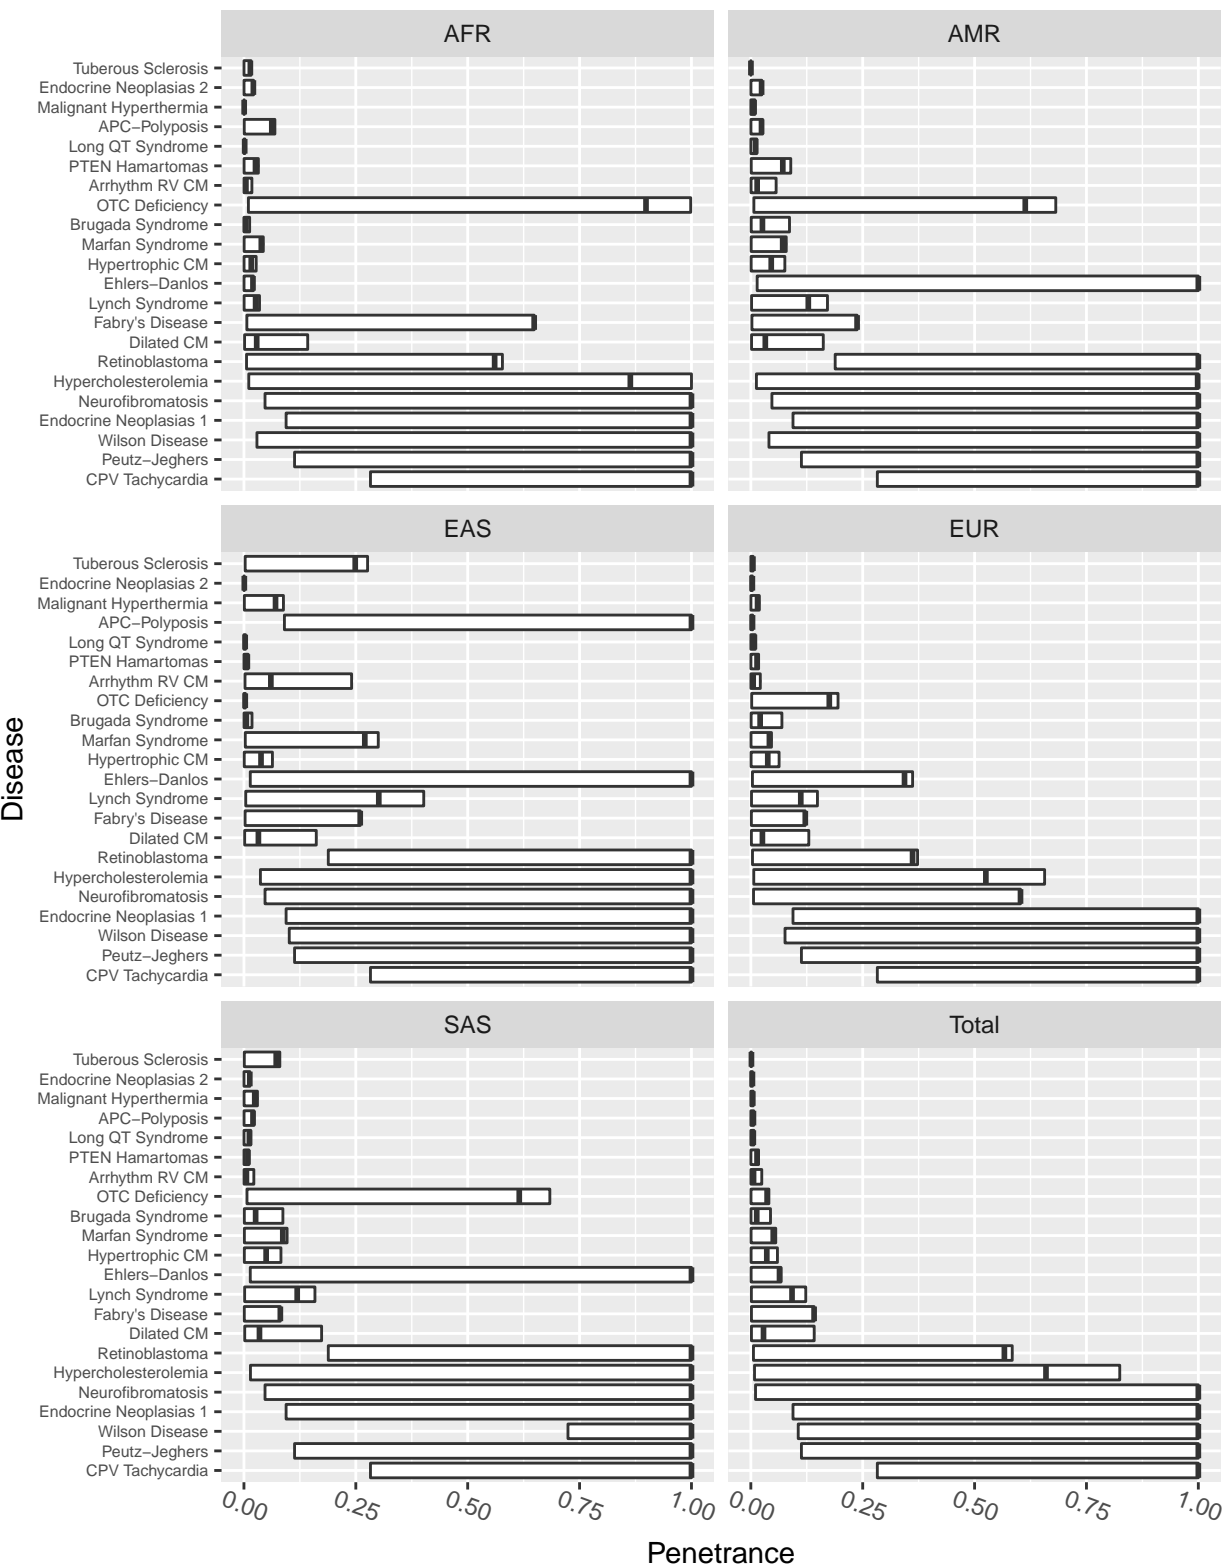 AFR
AMR
Tuberous Sclerosis
Endocrine Neoplasias 2
Malignant Hyperthermia
APC−Polyposis
Long QT Syndrome
PTEN Hamartomas
Arrhythm RV CM
OTC Deficiency
Brugada Syndrome
Marfan Syndrome
Hypertrophic CM
Ehlers−Danlos
Lynch Syndrome
Fabry's Disease
Dilated CM
Retinoblastoma
Hypercholesterolemia
Neurofibromatosis
Endocrine Neoplasias 1
Wilson Disease
Peutz−Jeghers
CPV Tachycardia
EAS
EUR
Tuberous Sclerosis
Endocrine Neoplasias 2
Malignant Hyperthermia
APC−Polyposis
Long QT Syndrome
PTEN Hamartomas
Arrhythm RV CM
OTC Deficiency
Brugada Syndrome
Marfan Syndrome
Hypertrophic CM
Ehlers−Danlos
Lynch Syndrome
Fabry's Disease
Dilated CM
Retinoblastoma
Hypercholesterolemia
Neurofibromatosis
Endocrine Neoplasias 1
Wilson Disease
Peutz−Jeghers
CPV Tachycardia
Disease
SAS
Total
Tuberous Sclerosis
Endocrine Neoplasias 2
Malignant Hyperthermia
APC−Polyposis
Long QT Syndrome
PTEN Hamartomas
Arrhythm RV CM
OTC Deficiency
Brugada Syndrome
Marfan Syndrome
Hypertrophic CM
Ehlers−Danlos
Lynch Syndrome
Fabry's Disease
Dilated CM
Retinoblastoma
Hypercholesterolemia
Neurofibromatosis
Endocrine Neoplasias 1
Wilson Disease
Peutz−Jeghers
CPV Tachycardia
0.00 0.25 0.50 0.75 1.00 0.00 0.25 0.50 0.75 1.00
Penetrance